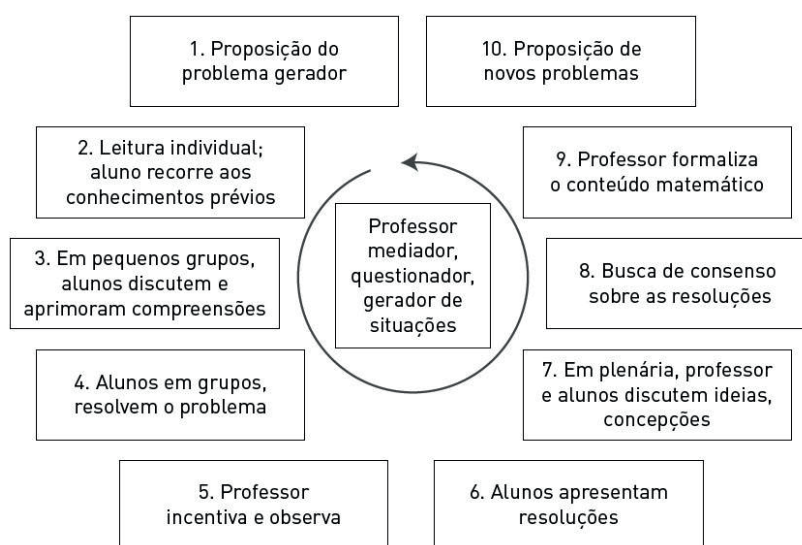 1. Proposição do
problema gerador
2. Leitura individual;
aluno recorre aos
conhecimentos prévios
3. Em pequenos grupos,
alunos discutem e
aprimoram compreensões
4. Alunos em grupos,
resolvem o problema
5. Professor
incentiva e observa
6. Alunos apresentam
resoluções
7. Em plenária, professor
e alunos discutem ideias,
concepções
8. Busca de consenso
sobre as resoluções
9. Professor formaliza
o conteúdo matemático
10. Proposição de
novos problemas
Professor
mediador,
questionador,
gerador de
situações